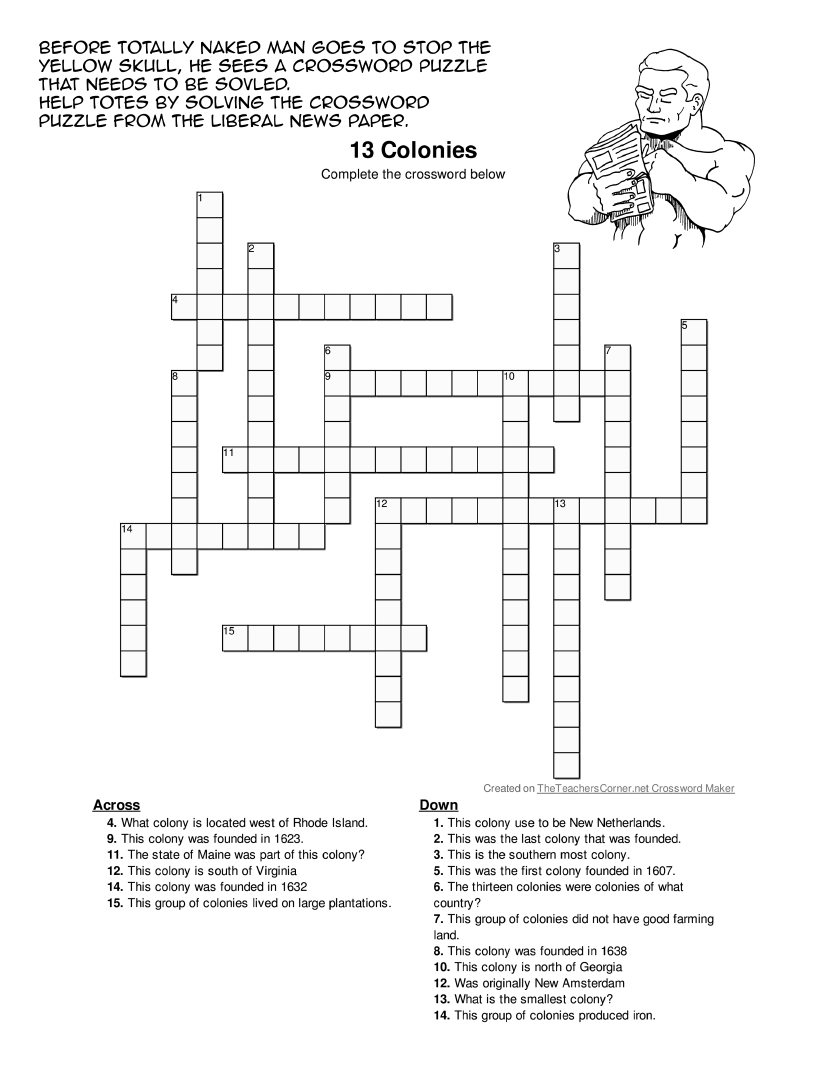 BEFORE TOTALLY NAKED MAN GOES TO STOP THE
YELLOW SKULL, HE SEES A CROSSWORD PUZZLE
THAT NEEDS TO BE SOVLED.
HELP TOTES BY SOLVING THE CROSSWORD
PUZZLE FROM THE LIBERAL NEWS PAPER.
13 Colonies
Complete the crossword below
1
2
3
4
5
6
7
8
9
10
11
12
13
14
15
Created on TheTeachersCorner.net Crossword Maker
Across
4. What colony is located west of Rhode Island.
9. This colony was founded in 1623.
11. The state of Maine was part of this colony?
12. This colony is south of Virginia
14. This colony was founded in 1632
15. This group of colonies lived on large plantations.
Down
1. This colony use to be New Netherlands.
2. This was the last colony that was founded.
3. This is the southern most colony.
5. This was the first colony founded in 1607.
6. The thirteen colonies were colonies of what
country?
7. This group of colonies did not have good farming
land.
8. This colony was founded in 1638
10. This colony is north of Georgia
12. Was originally New Amsterdam
13. What is the smallest colony?
14. This group of colonies produced iron.